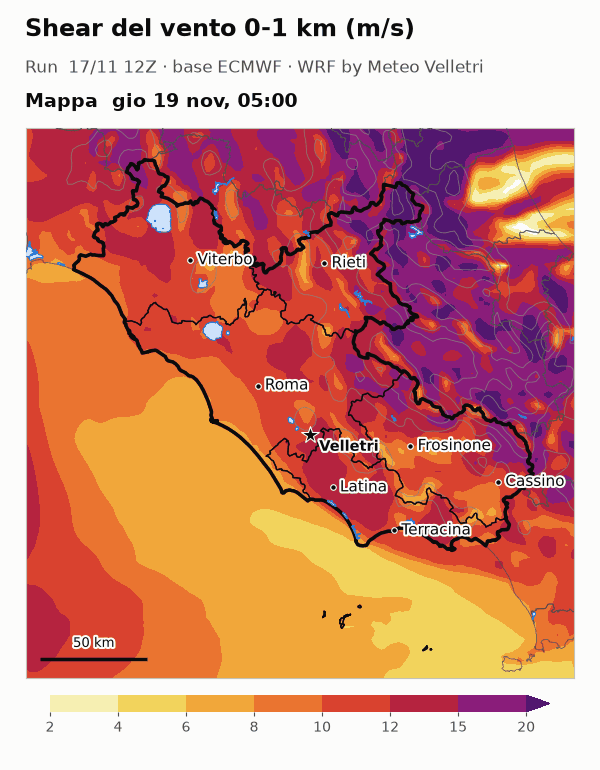 Shear del vento 0-1 km (m/s)
Run  17/11 12Z · base ECMWF · WRF by Meteo Velletri
Mappa  gio 19 nov, 05:00
Viterbo
Rieti
Roma
Velletri
Frosinone
Latina
Cassino
Terracina
50 km
2 4 6 8 10 12 15 20